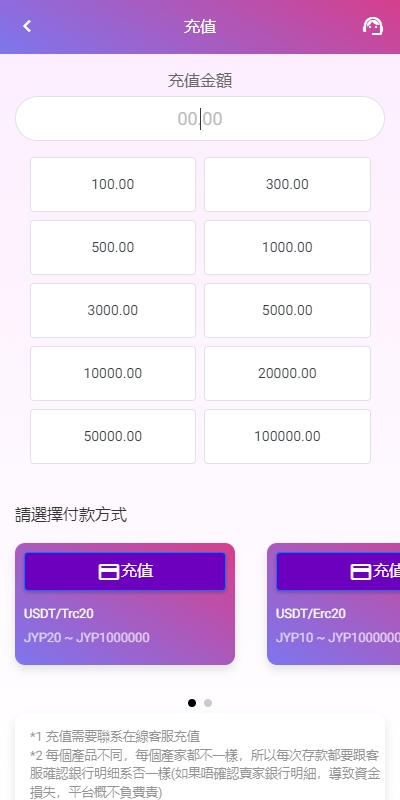 充值
充值金額
00.00
100.00
300.00
500.00
1000.00
3000.00
5000.00
10000.00
20000.00
50000.00
100000.00
請選擇付款方式
充值
USDT/Trc20
JYP20 ~ JYP1000000
充值
USDT/Erc20
JYP10 ~ JYP1000000
*1 充值需要聯系在線客服充值
*2 每個產品不同，每個產家都不一樣，所以每次存款都要跟客
服確認銀行明細系否一樣(如果唔確認賣家銀行明細，導致資金
損失，平台概不負費責)